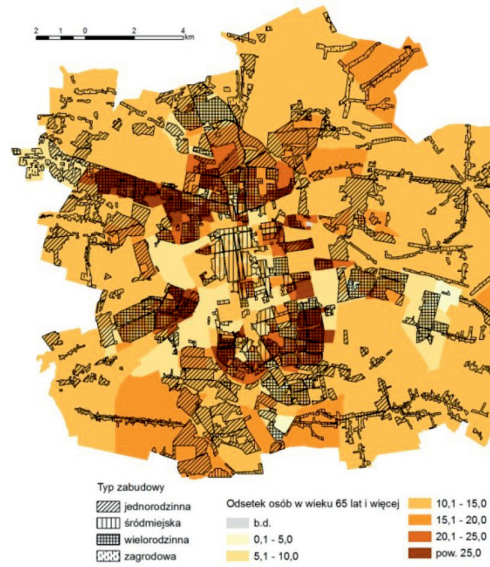 2 1 0 2 4
km
Typ zabudowy
jednorodzinna
śródmiejska
wielorodzinna
zagrodowa
Odsetek osób w wieku 65 lat i więcej
b.d.
0,1 - 5,0
5,1 - 10,0
10,1 - 15,0
15,1 - 20,0
20,1 - 25,0
pow. 25,0